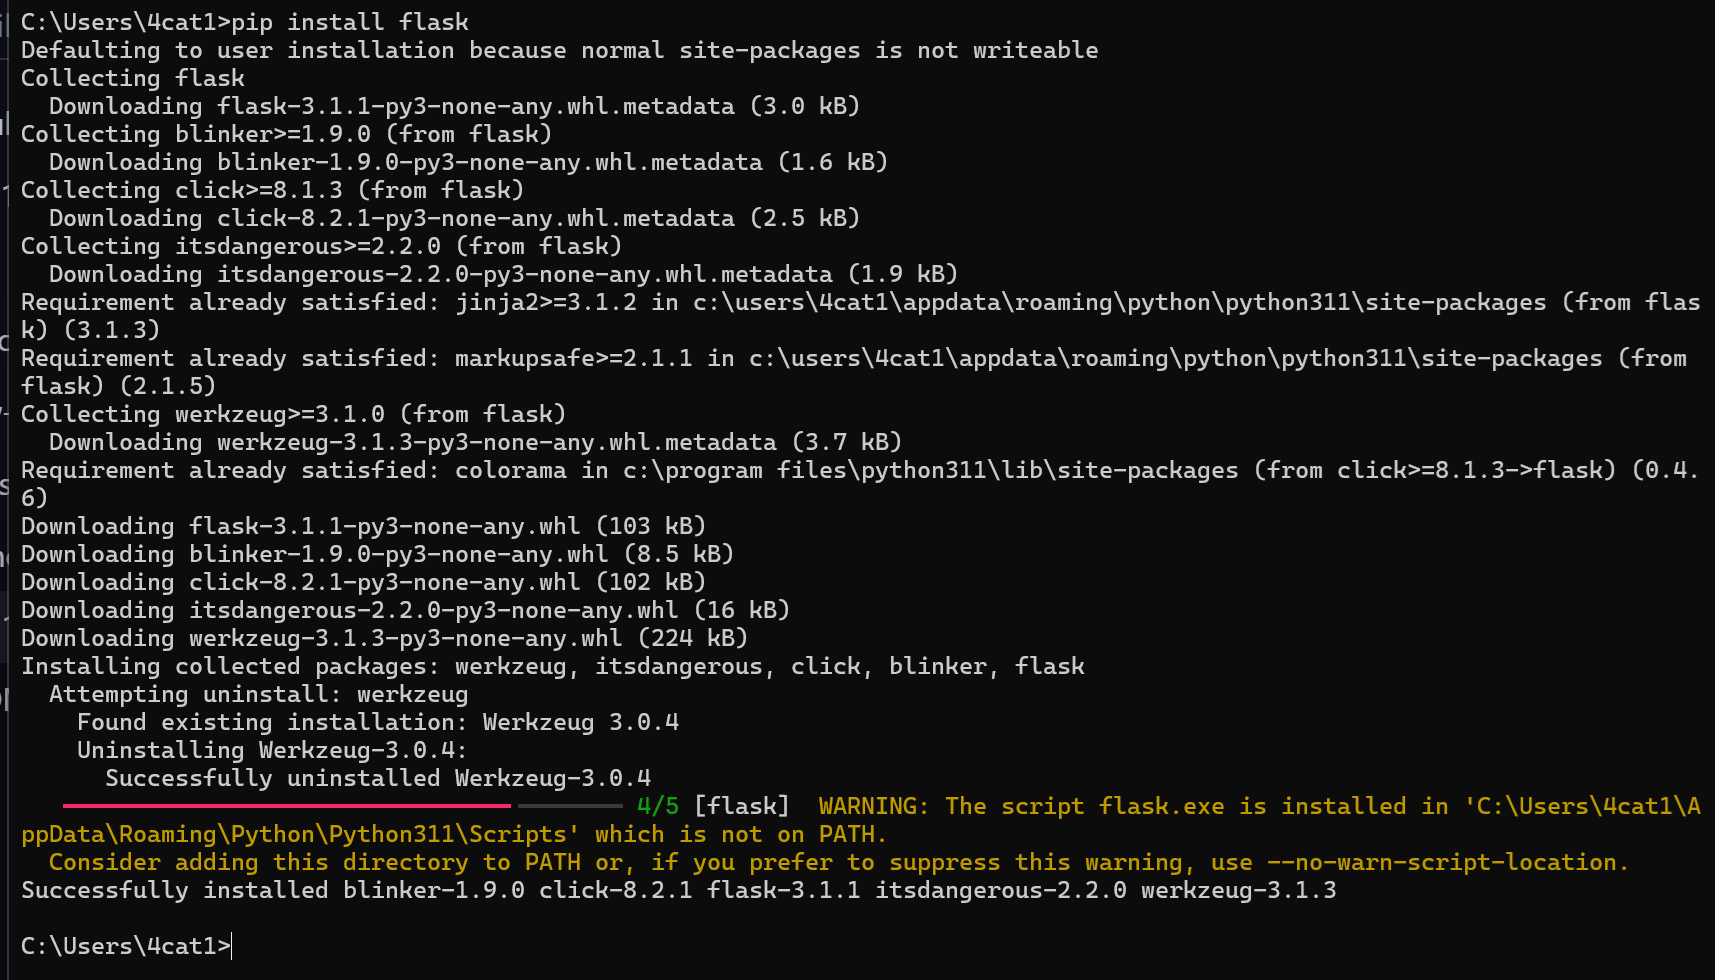 C:\Users\4cat1>pip install flask
Defaulting to user installation because normal site-packages is not writeable
Collecting flask
  Downloading flask-3.1.1-py3-none-any.whl.metadata (3.0 kB)
Collecting blinker>=1.9.0 (from flask)
  Downloading blinker-1.9.0-py3-none-any.whl.metadata (1.6 kB)
Collecting click>=8.1.3 (from flask)
  Downloading click-8.2.1-py3-none-any.whl.metadata (2.5 kB)
Collecting itsdangerous>=2.2.0 (from flask)
  Downloading itsdangerous-2.2.0-py3-none-any.whl.metadata (1.9 kB)
Requirement already satisfied: jinja2>=3.1.2 in c:\users\4cat1\appdata\roaming\python\python311\site-packages (from flas
k) (3.1.3)
Requirement already satisfied: markupsafe>=2.1.1 in c:\users\4cat1\appdata\roaming\python\python311\site-packages (from
flask) (2.1.5)
Collecting werkzeug>=3.1.0 (from flask)
  Downloading werkzeug-3.1.3-py3-none-any.whl.metadata (3.7 kB)
Requirement already satisfied: colorama in c:\program files\python311\lib\site-packages (from click>=8.1.3->flask) (0.4.
6)
Downloading flask-3.1.1-py3-none-any.whl (103 kB)
Downloading blinker-1.9.0-py3-none-any.whl (8.5 kB)
Downloading click-8.2.1-py3-none-any.whl (102 kB)
Downloading itsdangerous-2.2.0-py3-none-any.whl (16 kB)
Downloading werkzeug-3.1.3-py3-none-any.whl (224 kB)
Installing collected packages: werkzeug, itsdangerous, click, blinker, flask
  Attempting uninstall: werkzeug
    Found existing installation: Werkzeug 3.0.4
    Uninstalling Werkzeug-3.0.4:
      Successfully uninstalled Werkzeug-3.0.4
4/5 [flask]  WARNING: The script flask.exe is installed in 'C:\Users\4cat1\A
ppData\Roaming\Python\Python311\Scripts' which is not on PATH.
  Consider adding this directory to PATH or, if you prefer to suppress this warning, use --no-warn-script-location.
Successfully installed blinker-1.9.0 click-8.2.1 flask-3.1.1 itsdangerous-2.2.0 werkzeug-3.1.3
C:\Users\4cat1>